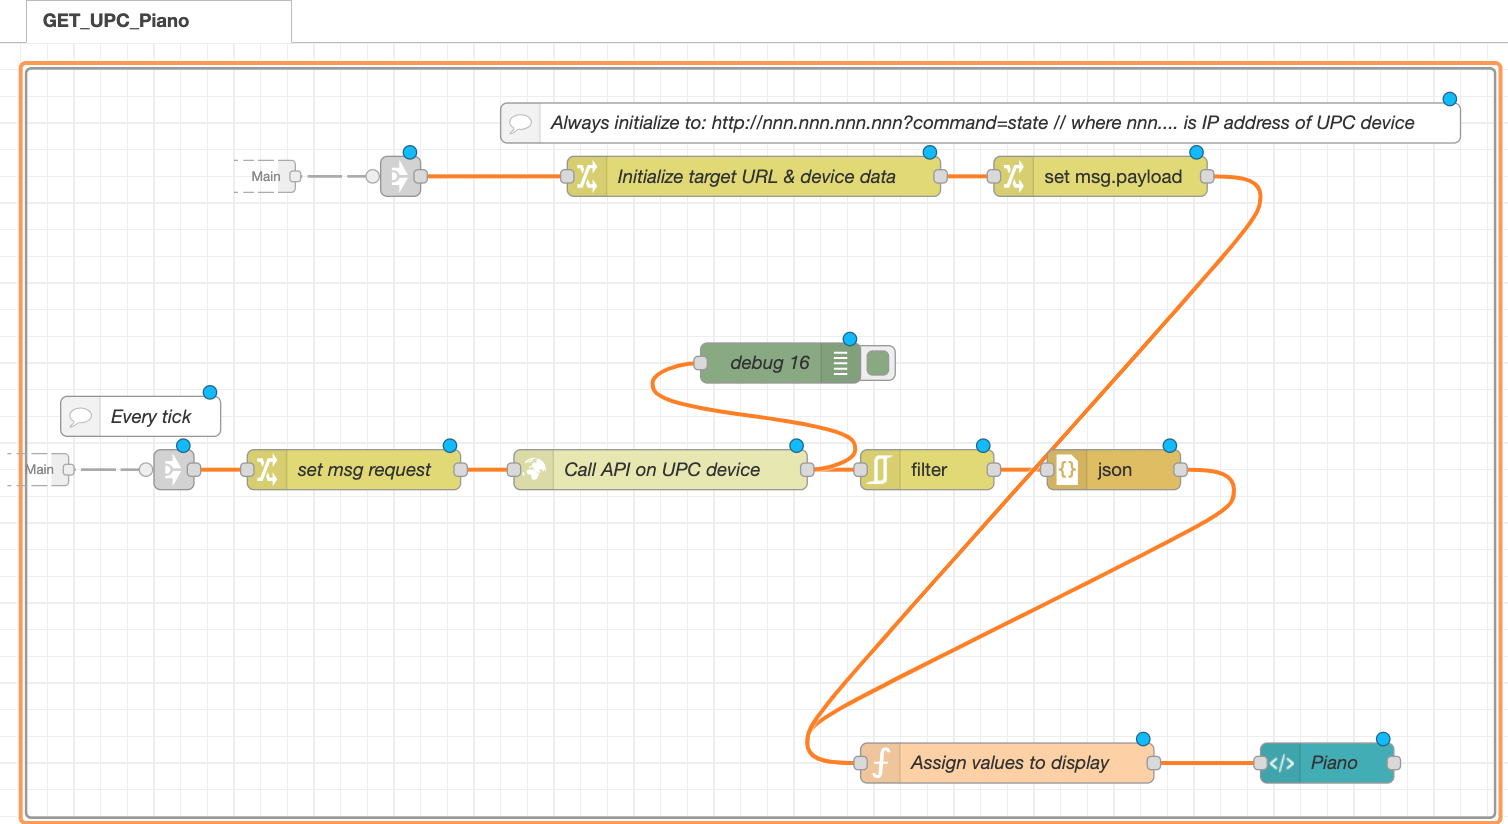 GET_UPC_Piano
Always initialize to: http://nnn.nnn.nnn.nnn?command=state // where nnn.... is IP address of UPC device
Main
Initialize target URL & device data
set msg.payload
debug 16
Every tick
Main
set msg request
Call API on UPC device
filter
json
Assign values to display
Piano